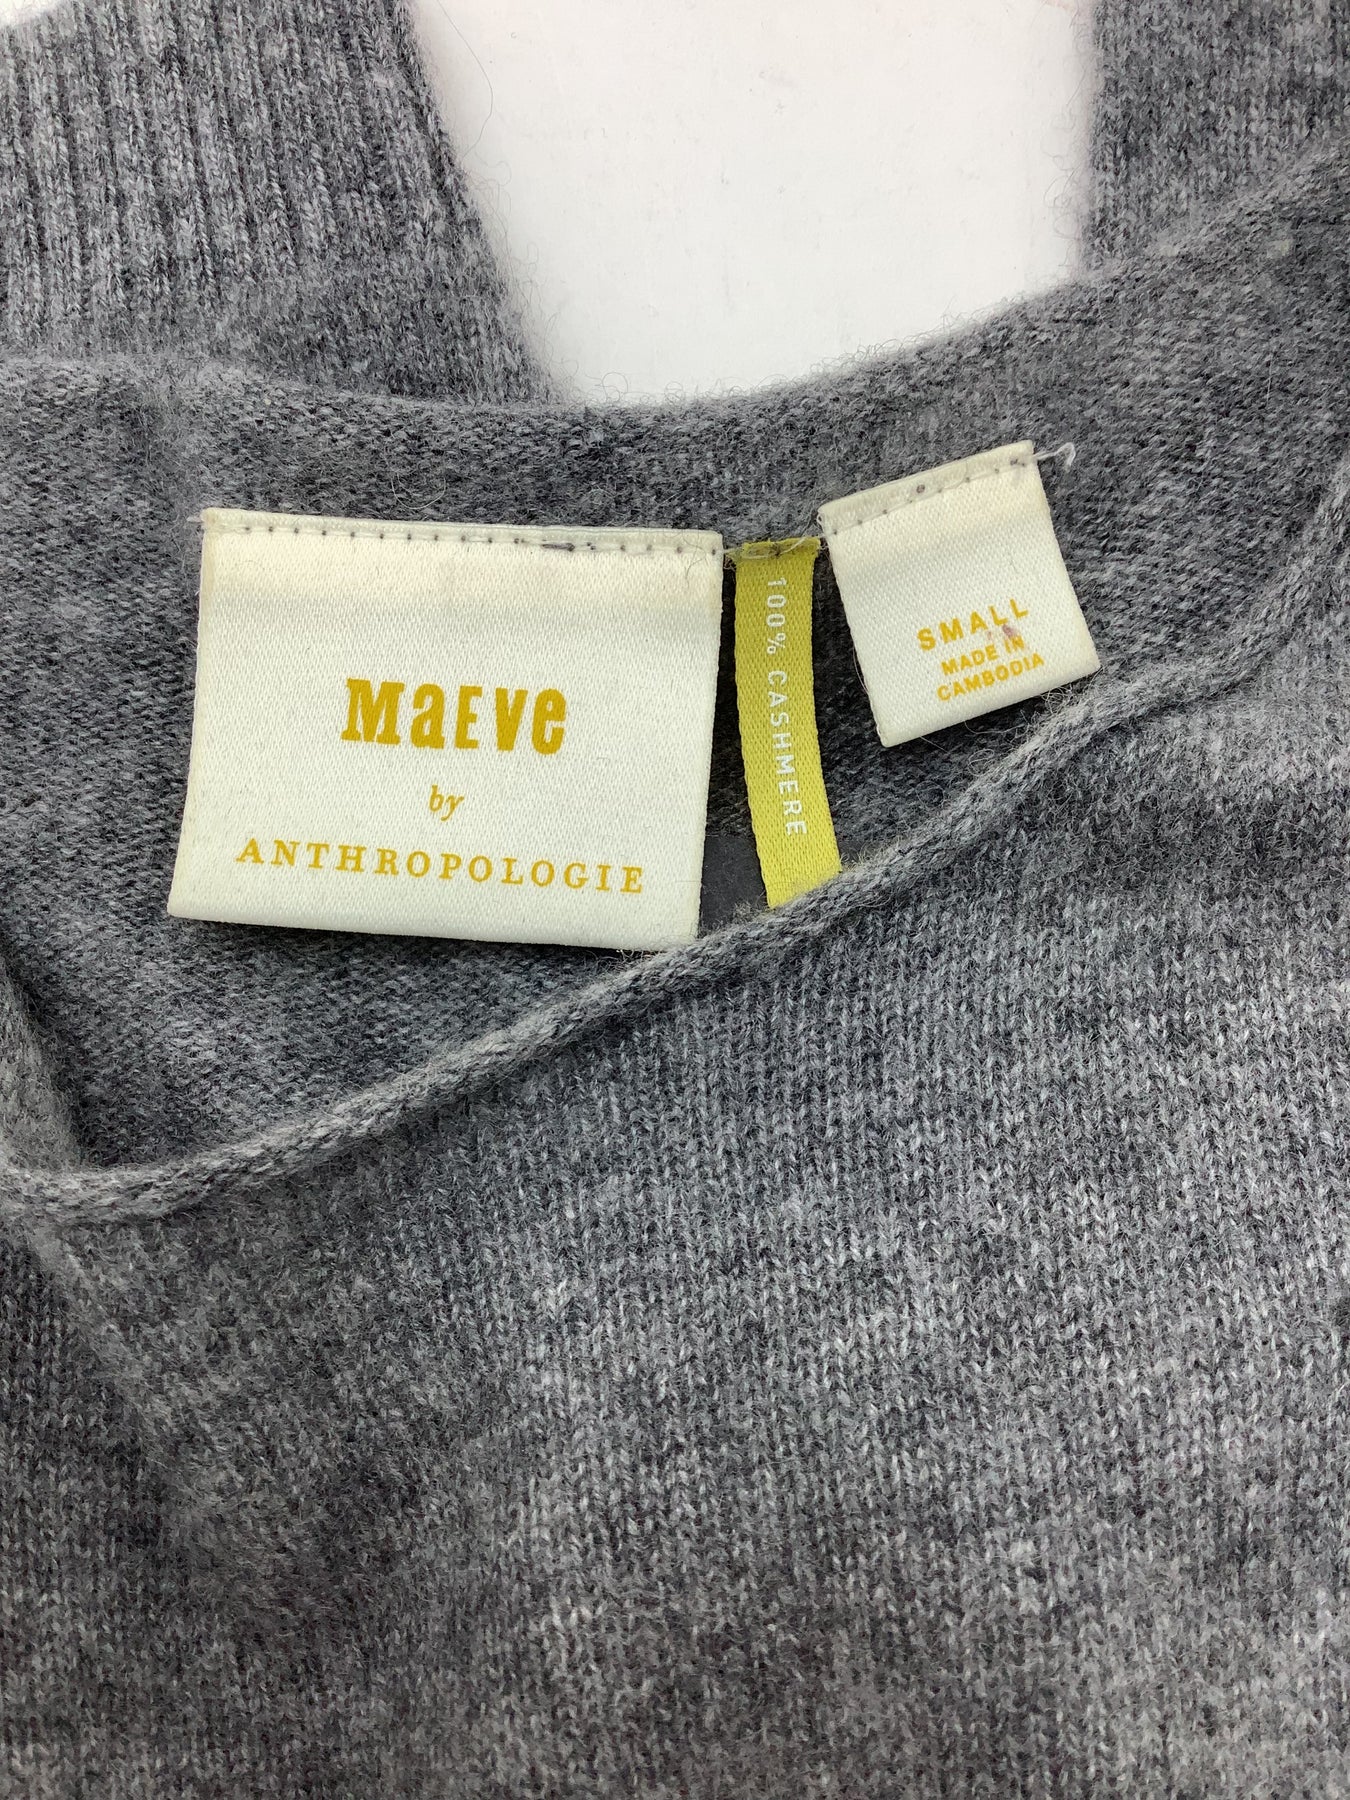 MaEve
by
ANTHROPOLOGIE
100% CASHMERE
SMALL
MADE IN
CAMBODIA